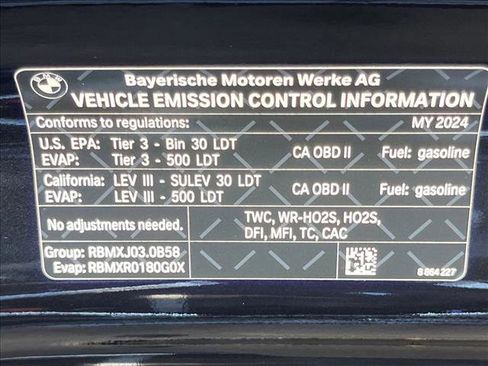 BMW
Bayerische Motoren Werke AG
VEHICLE EMISSION CONTROL INFORMATION
Conforms to regulations: MY 2024
U.S. EPA: Tier 3 - Bin 30 LDT
EVAP: Tier 3 - 500 LDT
CA OBD II Fuel: gasoline
California: LEV III - SULEV 30 LDT
EVAP: LEV III - 500 LDT
CA OBD II Fuel: gasoline
No adjustments needed.
TWC, WR-HO2S, HO2S,
DFI, MFI, TC, CAC
Group: RBMXJ03.0B58
Evap: RBMXR0180G0X
8 864 227